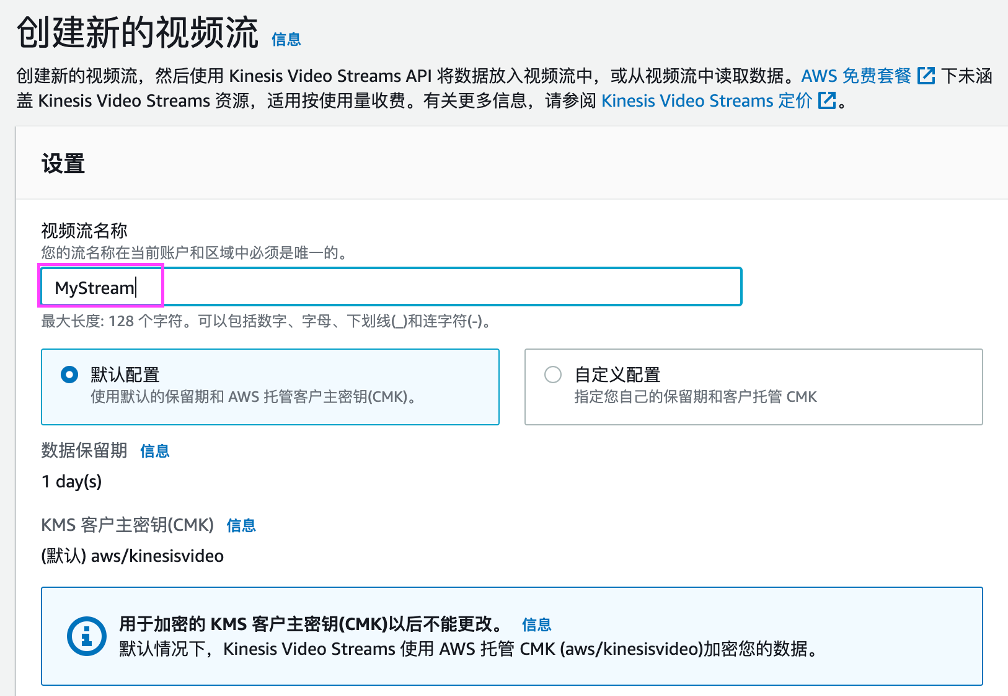 创建新的视频流 信息
创建新的视频流，然后使用 Kinesis Video Streams API 将数据放入视频流中，或从视频流中读取数据。AWS 免费套餐 下未涵
盖 Kinesis Video Streams 资源，适用按使用量收费。有关更多信息，请参阅 Kinesis Video Streams 定价 。
设置
视频流名称
您的流名称在当前账户和区域中必须是唯一的。
MyStream
最大长度: 128 个字符。可以包括数字、字母、下划线(_)和连字符(-)。
默认配置
使用默认的保留期和 AWS 托管客户主密钥(CMK)。
自定义配置
指定您自己的保留期和客户托管 CMK
数据保留期 信息
1 day(s)
KMS 客户主密钥(CMK) 信息
(默认) aws/kinesisvideo
用于加密的 KMS 客户主密钥(CMK)以后不能更改。 信息
默认情况下，Kinesis Video Streams 使用 AWS 托管 CMK (aws/kinesisvideo)加密您的数据。